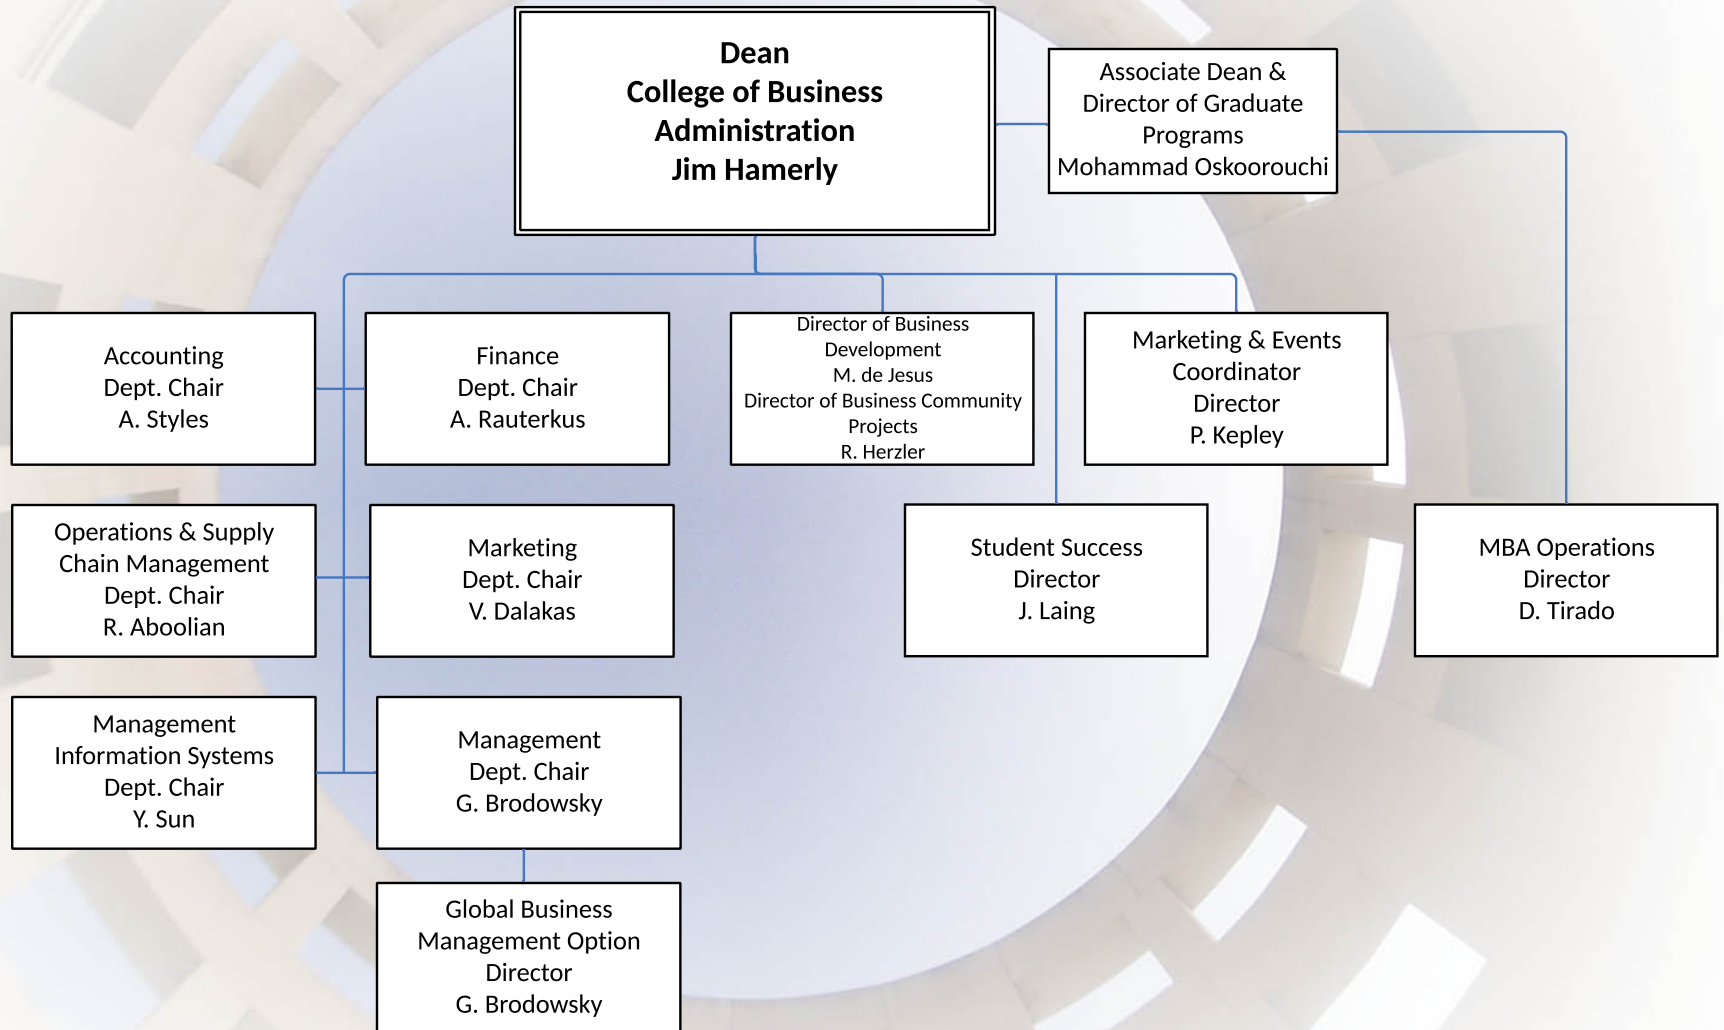 Dean
College of Business
Administration
Jim Hamerly
Associate Dean &
Director of Graduate
Programs
Mohammad Oskoorouchi
Accounting
Dept. Chair
A. Styles
Finance
Dept. Chair
A. Rauterkus
Director of Business
Development
M. de Jesus
Director of Business Community
Projects
R. Herzler
Marketing & Events
Coordinator
Director
P. Kepley
Operations & Supply
Chain Management
Dept. Chair
R. Aboolian
Marketing
Dept. Chair
V. Dalakas
Student Success
Director
J. Laing
MBA Operations
Director
D. Tirado
Management
Information Systems
Dept. Chair
Y. Sun
Management
Dept. Chair
G. Brodowsky
Global Business
Management Option
Director
G. Brodowsky